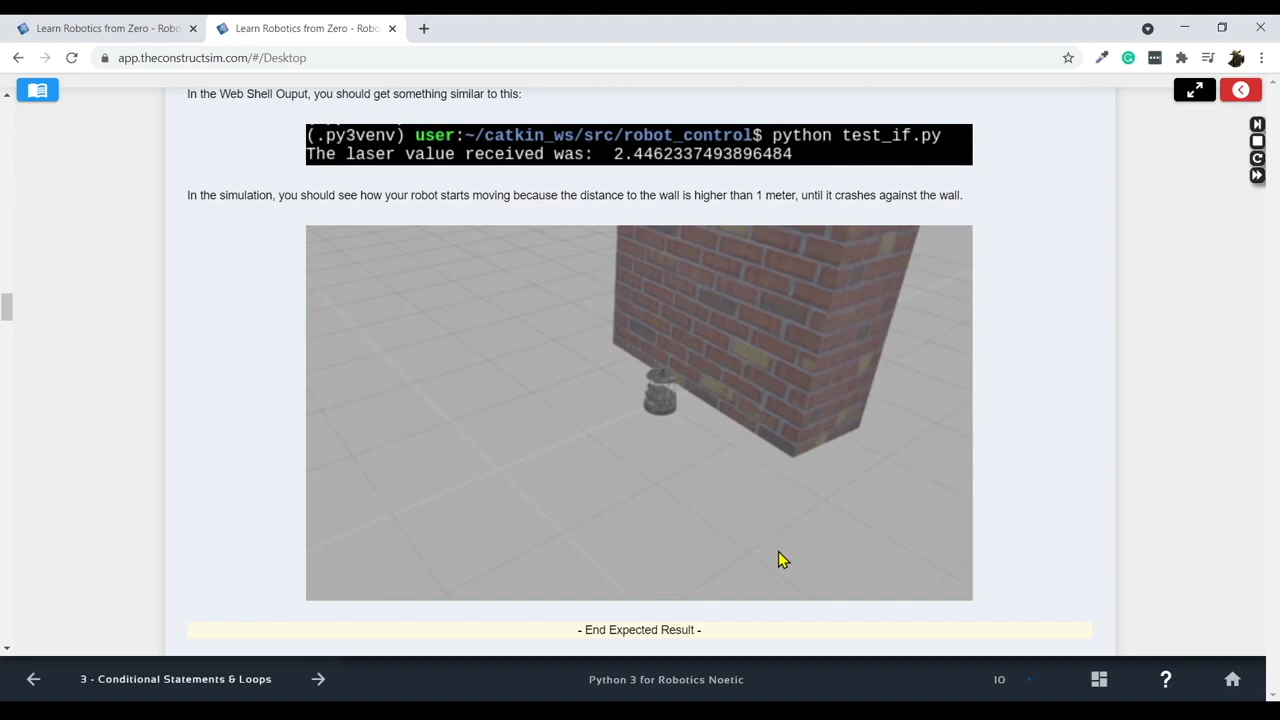 Learn Robotics from Zero - Robo
Learn Robotics from Zero - Robo
app.theconstructsim.com/#/Desktop
In the Web Shell Ouput, you should get something similar to this:
(.py3venv) user:~/catkin_ws/src/robot_control$ python test_if.py
The laser value received was:  2.4462337493896484
In the simulation, you should see how your robot starts moving because the distance to the wall is higher than 1 meter, until it crashes against the wall.
- End Expected Result -
3 - Conditional Statements & Loops
Python 3 for Robotics Noetic
10
?